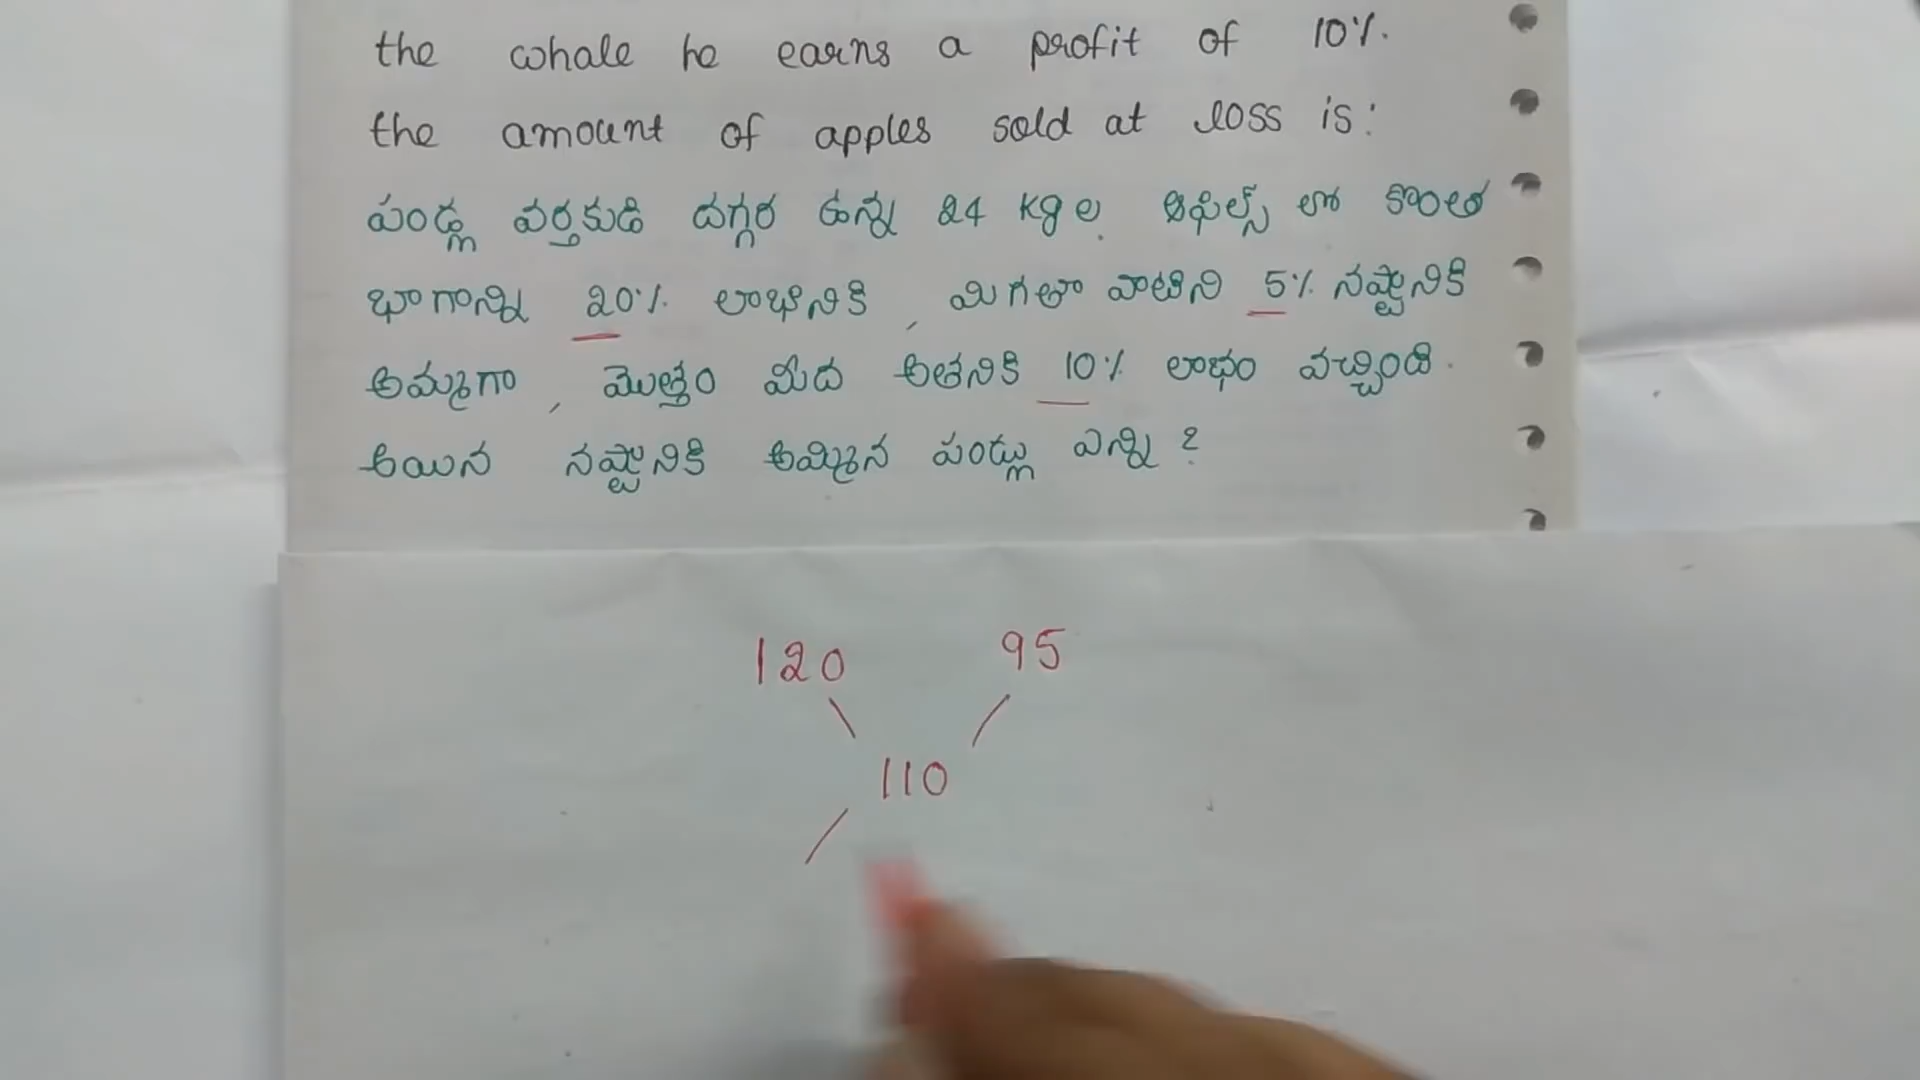 the whole he earns a profit of 10%.
the amount of apples sold at loss is:
పండ్ల వర్తకుడి దగ్గర ఉన్న 24 kg ల ఆఫిల్స్ లో కొంత
భాగాన్ని 20% లాభానికి, మిగతా వాటిని 5% నష్టానికి
అమ్మగా, మొత్తం మీద అతనికి 10% లాభం వచ్చింది.
అయిన నష్టానికి అమ్మిన పండ్లు ఎన్ని?
120 95
110